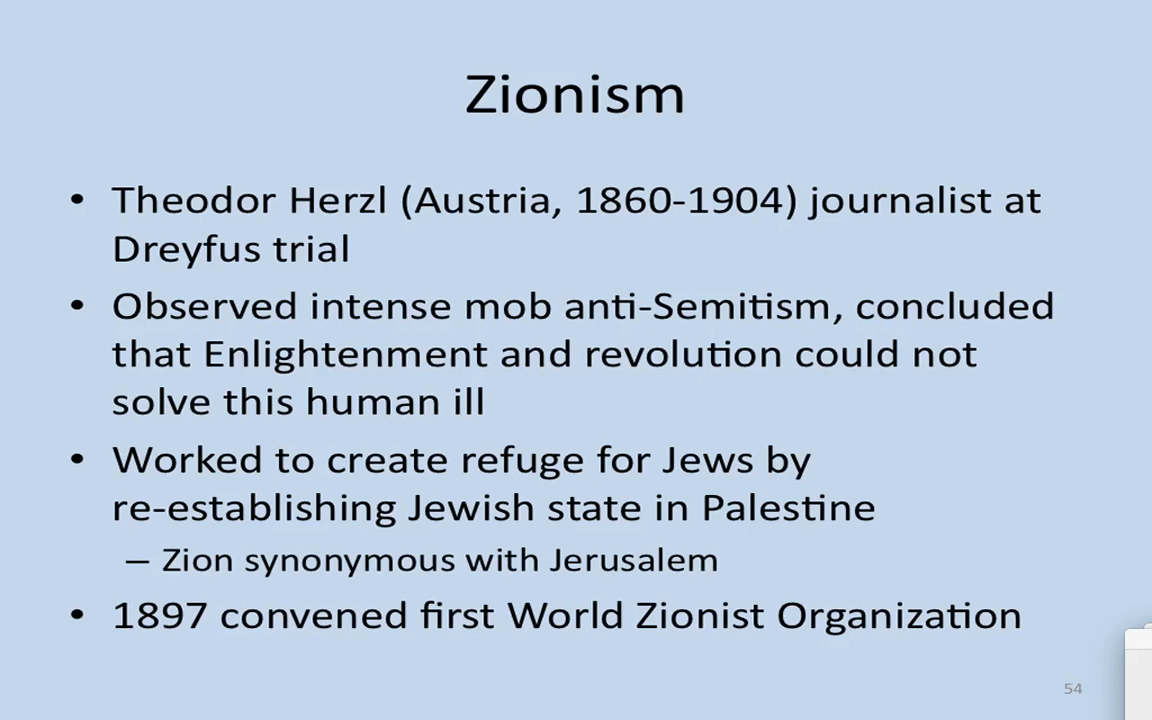 Zionism
• Theodor Herzl (Austria, 1860-1904) journalist at
Dreyfus trial
• Observed intense mob anti-Semitism, concluded
that Enlightenment and revolution could not
solve this human ill
• Worked to create refuge for Jews by
re-establishing Jewish state in Palestine
– Zion synonymous with Jerusalem
• 1897 convened first World Zionist Organization
54